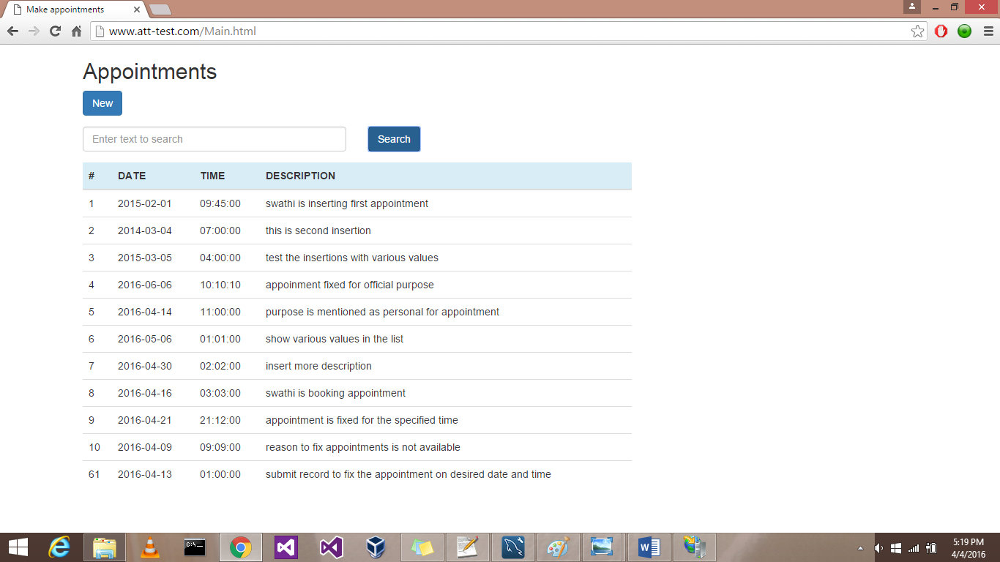 Make appointments
www.att-test.com/Main.html
Appointments
New
Enter text to search
Search
# DATE TIME DESCRIPTION
1 2015-02-01 09:45:00 swathi is inserting first appointment
2 2014-03-04 07:00:00 this is second insertion
3 2015-03-05 04:00:00 test the insertions with various values
4 2016-06-06 10:10:10 appoinment fixed for official purpose
5 2016-04-14 11:00:00 purpose is mentioned as personal for appointment
6 2016-05-06 01:01:00 show various values in the list
7 2016-04-30 02:02:00 insert more description
8 2016-04-16 03:03:00 swathi is booking appointment
9 2016-04-21 21:12:00 appointment is fixed for the specified time
10 2016-04-09 09:09:00 reason to fix appointments is not available
61 2016-04-13 01:00:00 submit record to fix the appointment on desired date and time
5:19 PM
4/4/2016